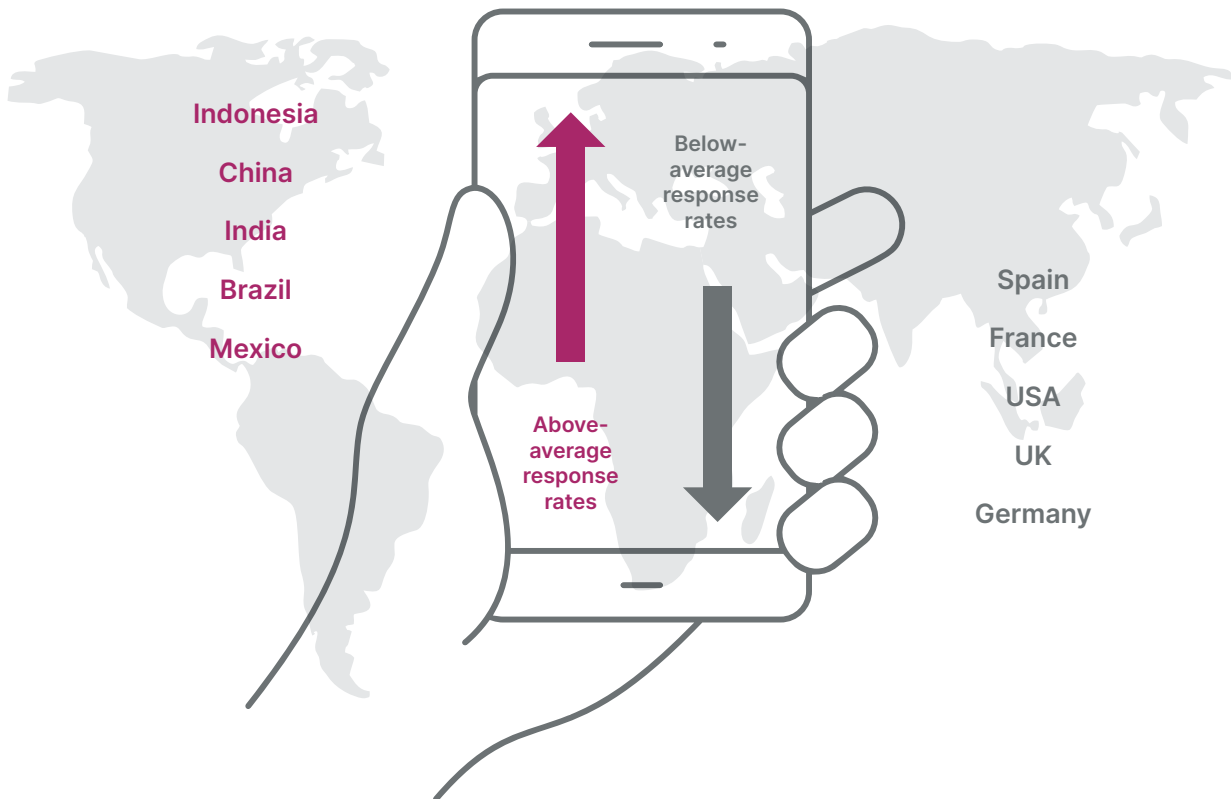 Indonesia
China
India
Brazil
Mexico
Above-
average
response
rates
Below-
average
response
rates
Spain
France
USA
UK
Germany